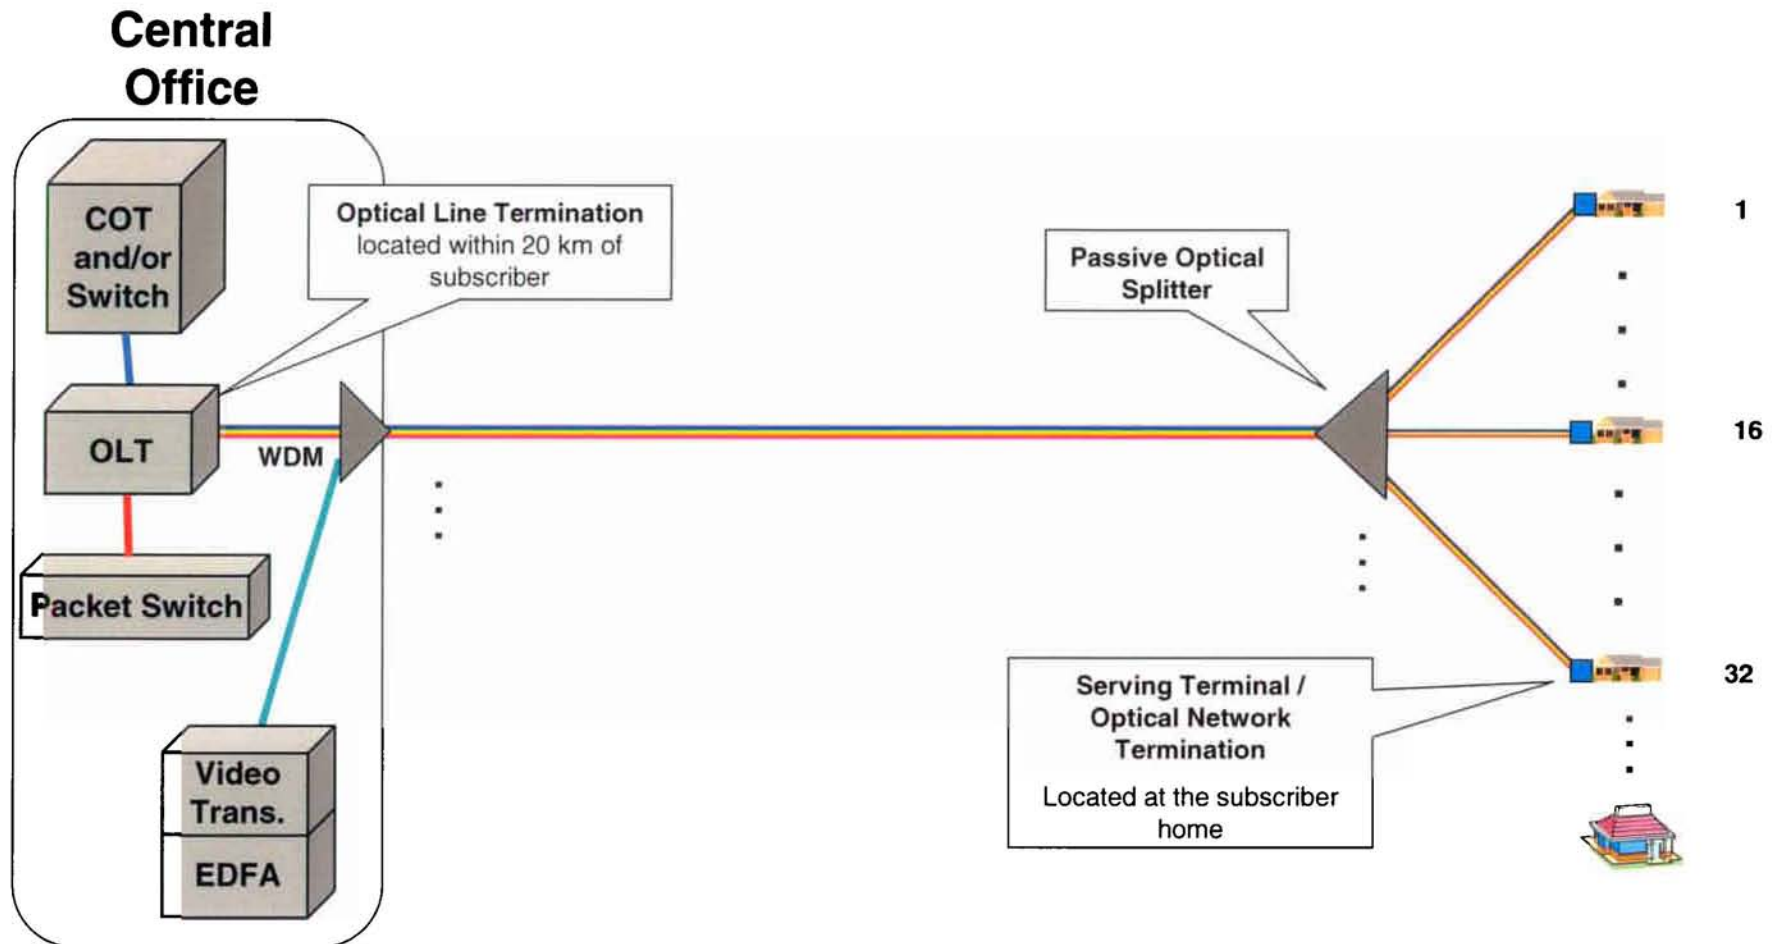 Central
Office
COT
and/or
Switch
Optical Line Termination
located within 20 km of
subscriber
OLT
WDM
Packet Switch
Video
Trans.
EDFA
Passive Optical
Splitter
Serving Terminal /
Optical Network
Termination
Located at the subscriber
home
1
16
32